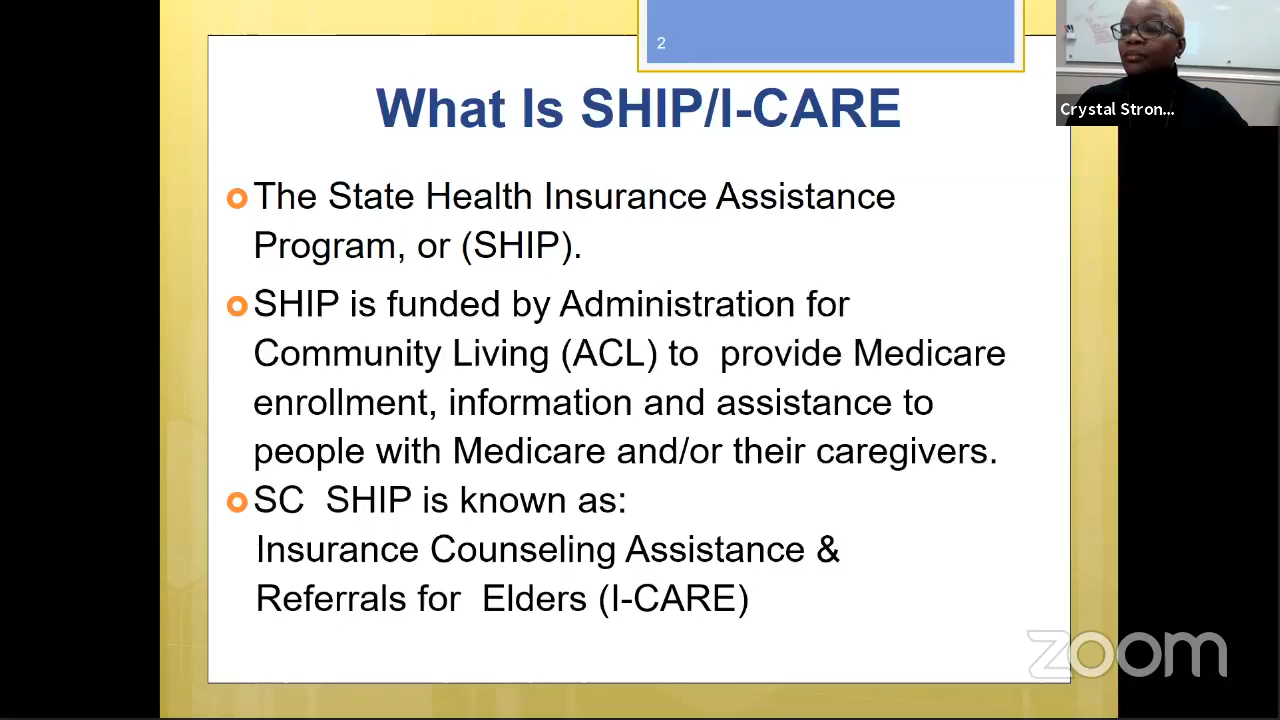 2
What Is SHIP/I-CARE
The State Health Insurance Assistance
Program, or (SHIP).
SHIP is funded by Administration for
Community Living (ACL) to  provide Medicare
enrollment, information and assistance to
people with Medicare and/or their caregivers.
SC  SHIP is known as:
Insurance Counseling Assistance &
Referrals for  Elders (I-CARE)
Crystal Stron...
zoom